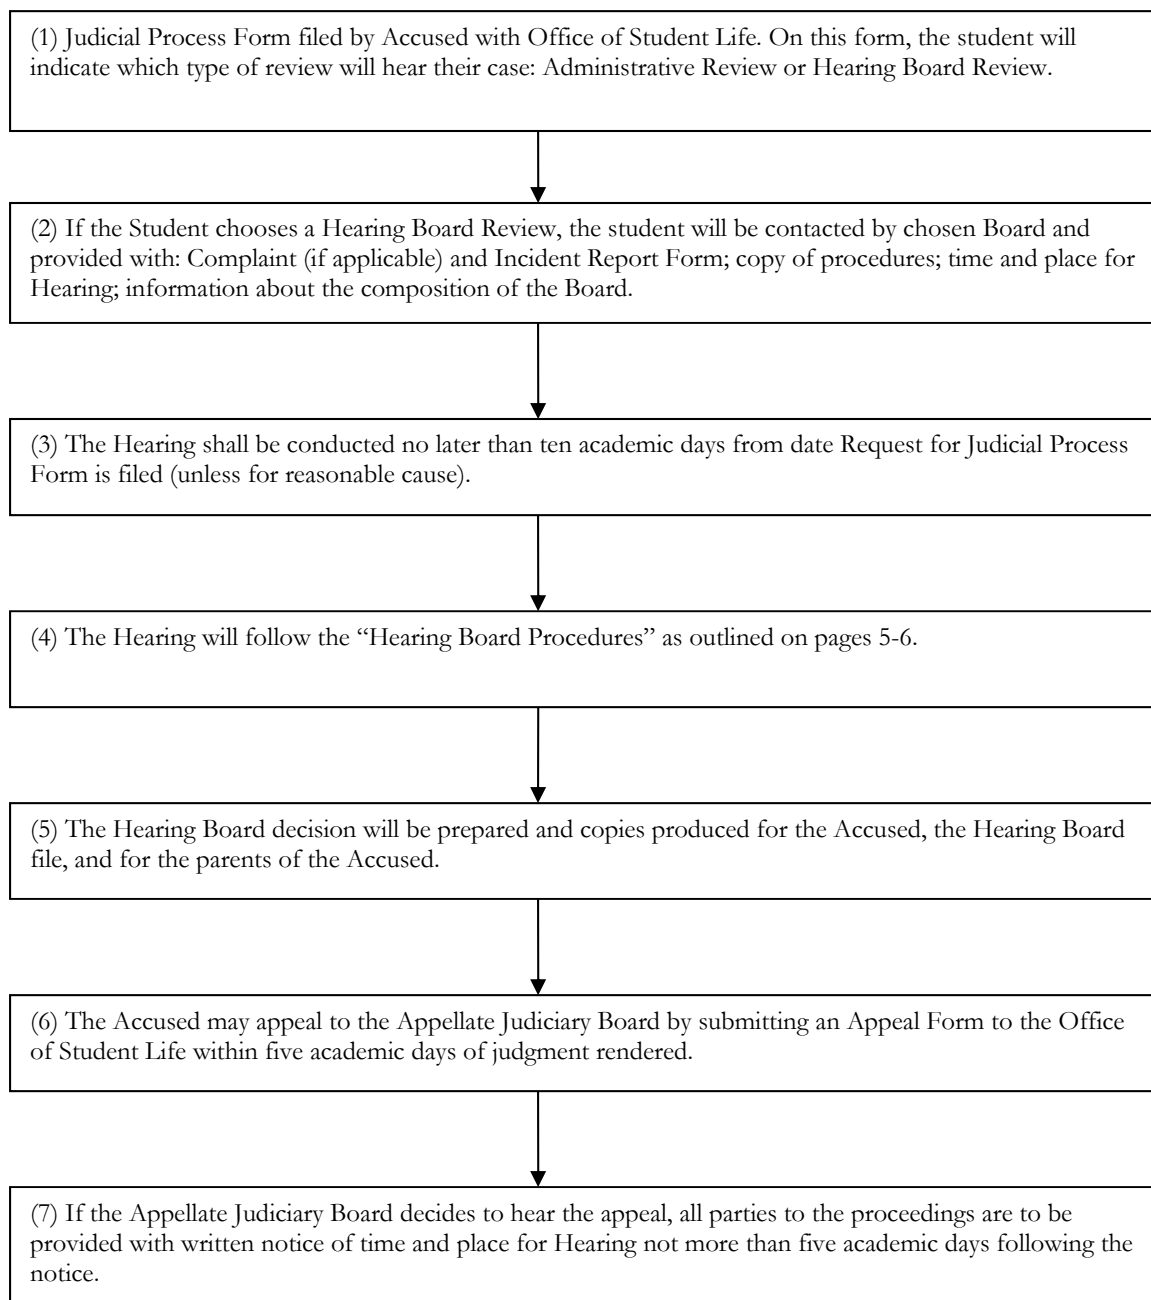 (1) Judicial Process Form filed by Accused with Office of Student Life. On this form, the student will
indicate which type of review will hear their case: Administrative Review or Hearing Board Review.
(2) If the Student chooses a Hearing Board Review, the student will be contacted by chosen Board and
provided with: Complaint (if applicable) and Incident Report Form; copy of procedures; time and place for
Hearing; information about the composition of the Board.
(3) The Hearing shall be conducted no later than ten academic days from date Request for Judicial Process
Form is filed (unless for reasonable cause).
(4) The Hearing will follow the “Hearing Board Procedures” as outlined on pages 5-6.
(5) The Hearing Board decision will be prepared and copies produced for the Accused, the Hearing Board
file, and for the parents of the Accused.
(6) The Accused may appeal to the Appellate Judiciary Board by submitting an Appeal Form to the Office
of Student Life within five academic days of judgment rendered.
(7) If the Appellate Judiciary Board decides to hear the appeal, all parties to the proceedings are to be
provided with written notice of time and place for Hearing not more than five academic days following the
notice.